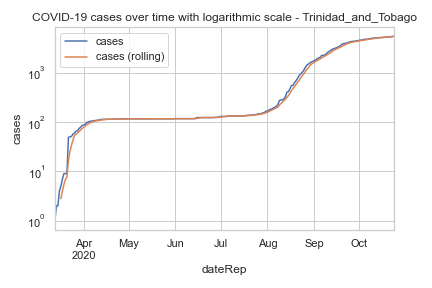 COVID-19 cases over time with logarithmic scale - Trinidad_and_Tobago
cases
cases (rolling)
10³
10²
10¹
10⁰
cases
Apr May Jun Jul Aug Sep Oct
2020
dateRep